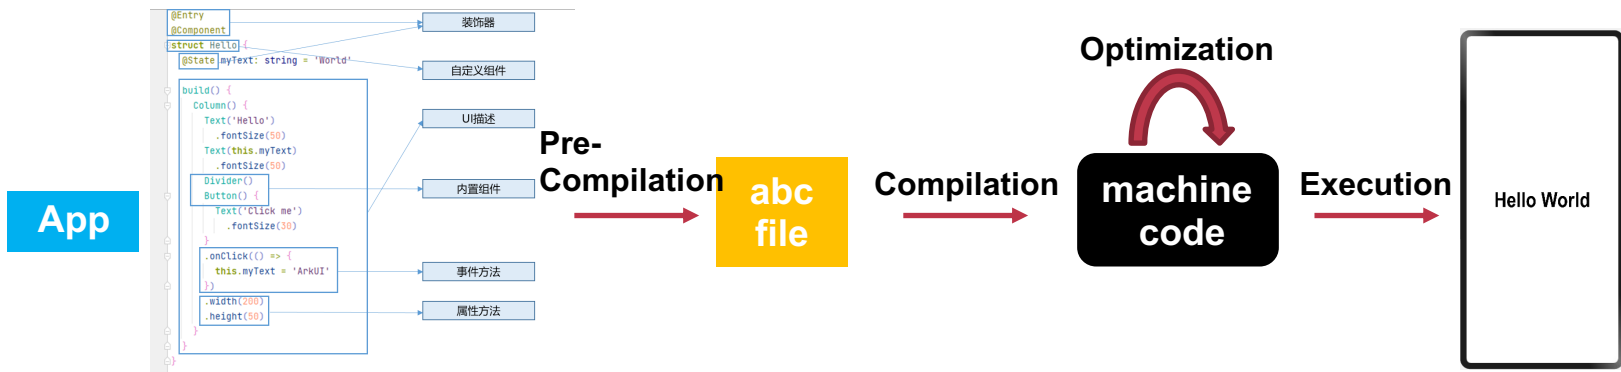 App
@Entry
@Component
struct Hello {
@State myText: string = 'World'
build() {
Column() {
Text('Hello')
.fontSize(50)
Text(this.myText)
.fontSize(50)
Divider()
Button() {
Text('Click me')
.fontSize(30)
}
.onClick(() => {
this.myText = 'ArkUI'
})
.width(200)
.height(50)
}
}
}
装饰器
自定义组件
UI描述
内置组件
事件方法
属性方法
Pre-
Compilation
abc
file
Compilation
Optimization
machine
code
Execution
Hello World